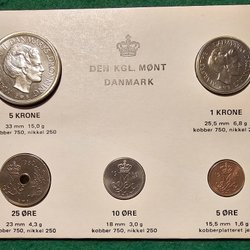 DEN KGL. MØNT
DANMARK
5 KRONE
33 mm 15,0 g
kobber 750, nikkel 250
1 KRONE
25,5 mm 6,8 g
kobber 750, nikkel 250
25 ØRE
23 mm 4,3 g
kobber 750, nikkel 250
10 ØRE
18 mm 3,0 g
kobber 750, nikkel 250
5 ØRE
15,5 mm 1,6 g
kobberplatteret